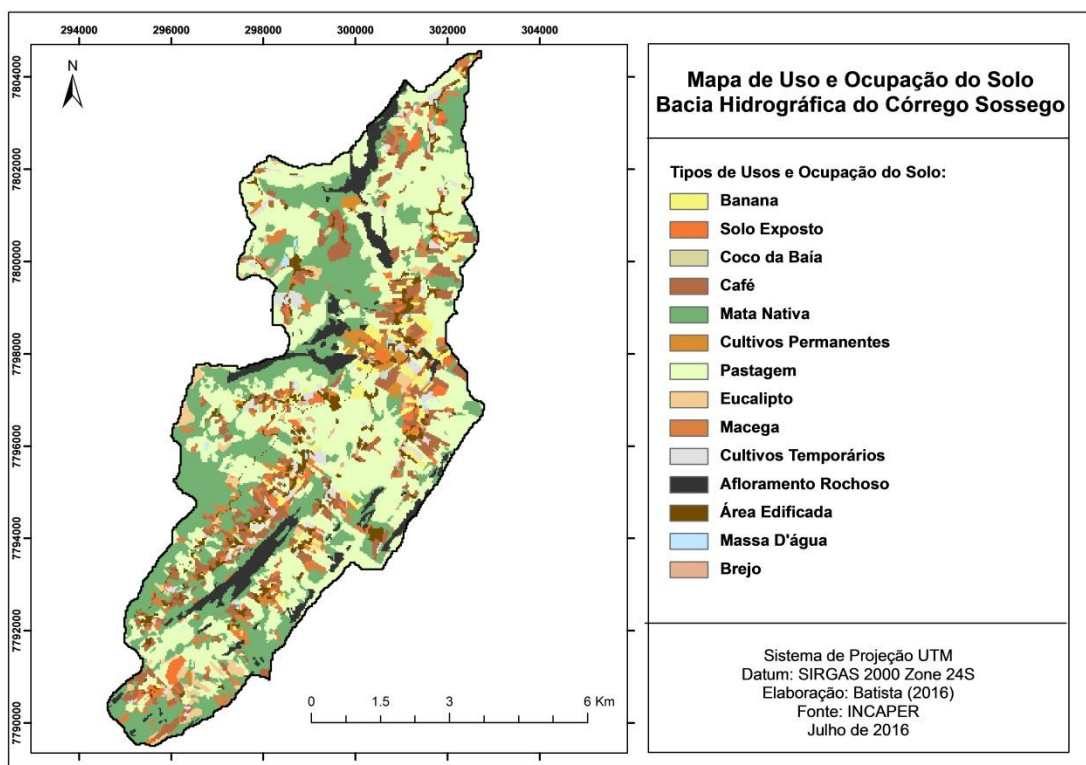 294000 296000 298000 300000 302000 304000
N
7804000
7802000
7800000
7798000
7796000
7794000
7792000
7790000
0 1.5 3 6 Km
Mapa de Uso e Ocupação do Solo
Bacia Hidrográfica do Córrego Sossego
Tipos de Usos e Ocupação do Solo:
Banana
Solo Exposto
Coco da Baía
Café
Mata Nativa
Cultivos Permanentes
Pastagem
Eucalipto
Macega
Cultivos Temporários
Afloramento Rochoso
Área Edificada
Massa D'água
Brejo
Sistema de Projeção UTM
Datum: SIRGAS 2000 Zone 24S
Elaboração: Batista (2016)
Fonte: INCAPER
Julho de 2016